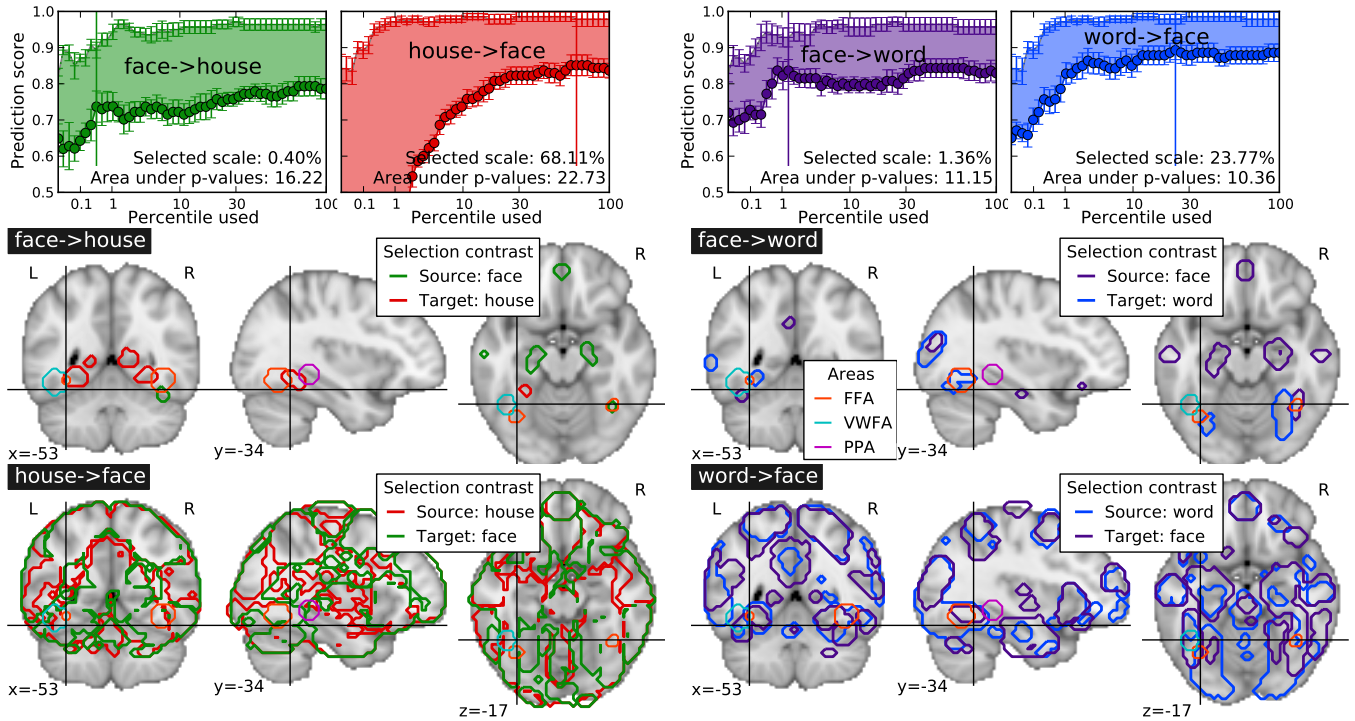 1.0
0.9
0.8
0.7
0.6
0.5
Prediction score
face->house
Selected scale: 0.40%
Area under p-values: 16.22
0.1
1
10
30
100
Percentile used
house->face
Selected scale: 68.11%
Area under p-values: 22.73
0.1
1
10
30
100
Percentile used
1.0
0.9
0.8
0.7
0.6
0.5
Prediction score
face->word
Selected scale: 1.36%
Area under p-values: 11.15
0.1
1
10
30
100
Percentile used
word->face
Selected scale: 23.77%
Area under p-values: 10.36
0.1
1
10
30
100
Percentile used
face->house
L
R
Selection contrast
Source: face
Target: house
R
x=-53
y=-34
face->word
L
R
Selection contrast
Source: face
Target: word
R
Areas
FFA
VWFA
PPA
x=-53
y=-34
house->face
L
R
Selection contrast
Source: house
Target: face
R
x=-53
y=-34
z=-17
word->face
L
R
Selection contrast
Source: word
Target: face
R
x=-53
y=-34
z=-17